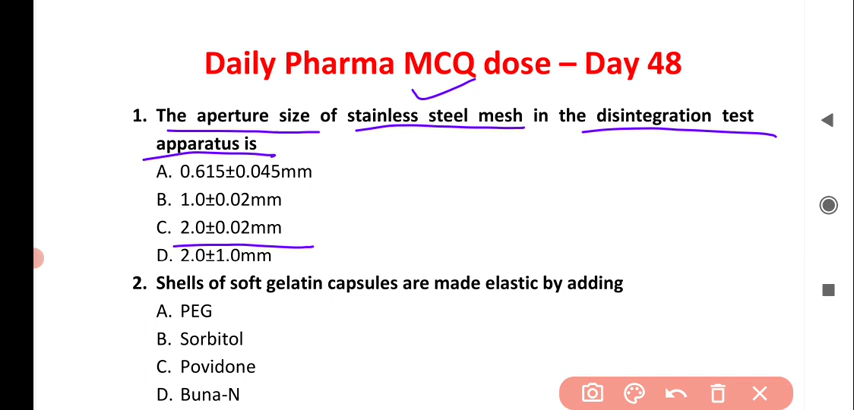 Daily Pharma MCQ dose – Day 48
1. The aperture size of stainless steel mesh in the disintegration test
apparatus is
A. 0.615±0.045mm
B. 1.0±0.02mm
C. 2.0±0.02mm
D. 2.0±1.0mm
2. Shells of soft gelatin capsules are made elastic by adding
A. PEG
B. Sorbitol
C. Povidone
D. Buna-N